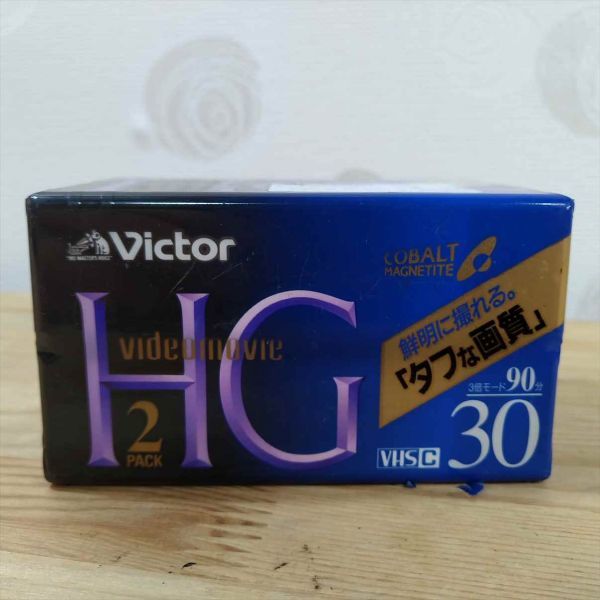 "HIS MASTER'S VOICE"
Victor
COBALT
MAGNETITE
HG
videomovie
2
PACK
鮮明に撮れる。
「タフな画質」
3倍モード 90分
VHS C
30